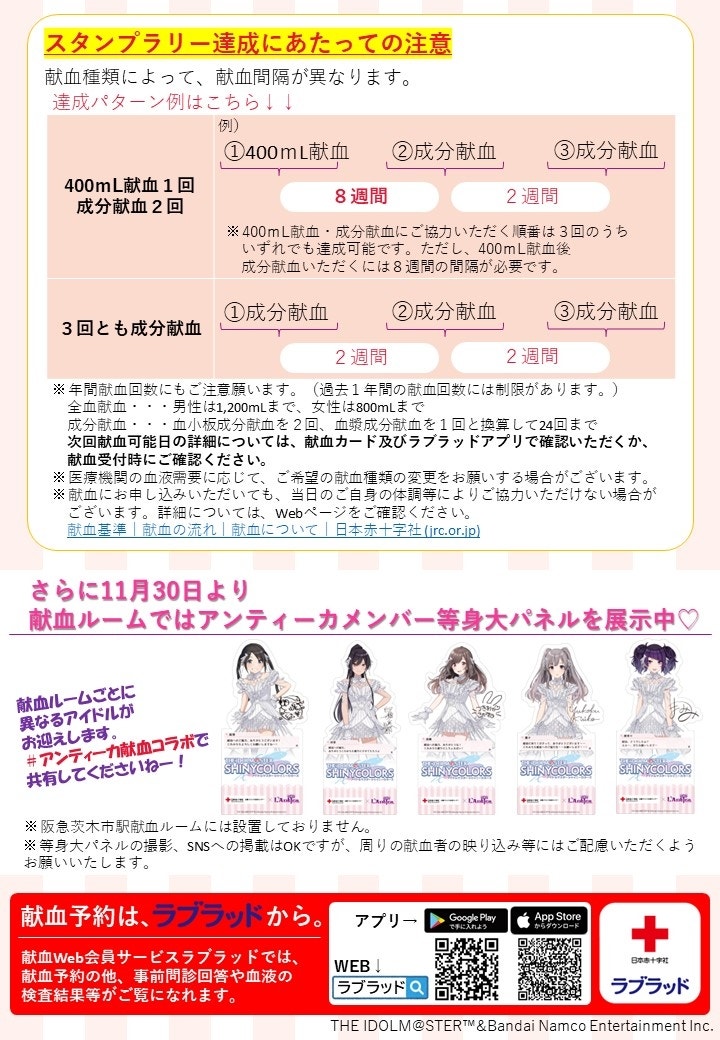 スタンプラリー達成にあたっての注意
献血種類によって、献血間隔が異なります。
達成パターン例はこちら↓↓
400mL献血１回
成分献血２回
例）
①400mL献血 ②成分献血 ③成分献血
８週間 ２週間
※400mL献血・成分献血にご協力いただく順番は３回のうち
いずれでも達成可能です。ただし、400mL献血後
成分献血いただくには８週間の間隔が必要です。
３回とも成分献血
①成分献血 ②成分献血 ③成分献血
２週間 ２週間
※年間献血回数にもご注意願います。（過去１年間の献血回数には制限があります。）
全血献血・・・男性は1,200mLまで、女性は800mLまで
成分献血・・・血小板成分献血を２回、血漿成分献血を１回と換算して24回まで
次回献血可能日の詳細については、献血カード及びラブラッドアプリで確認いただくか、
献血受付時にご確認ください。
※医療機関の血液需要に応じて、ご希望の献血種類の変更をお願いする場合がございます。
※献血にお申し込みいただいても、当日のご自身の体調等によりご協力いただけない場合が
ございます。詳細については、Webページをご確認ください。
献血基準｜献血の流れ｜献血について｜日本赤十字社 (jrc.or.jp)
さらに11月30日より
献血ルームではアンティーカメンバー等身大パネルを展示中♡
献血ルームごとに
異なるアイドルが
お迎えします。
＃アンティーカ献血コラボで
共有してくださいねー！
SHINYCOLORS
SHINYCOLORS
SHINYCOLORS
SHINYCOLORS
SHINYCOLORS
L'Antica
L'Antica
L'Antica
L'Antica
L'Antica
※阪急茨木市駅献血ルームには設置しておりません。
※等身大パネルの撮影、SNSへの掲載はOKですが、周りの献血者の映り込み等にはご配慮いただくよう
お願いいたします。
献血予約は、ラブラッドから。
献血Web会員サービスラブラッドでは、
献血予約の他、事前問診回答や血液の
検査結果等がご覧になれます。
アプリ→
Google Play
で手に入れよう
App Store
からダウンロード
WEB↓
ラブラッド
日本赤十字社
ラブラッド
THE IDOLM@STER™&Bandai Namco Entertainment Inc.